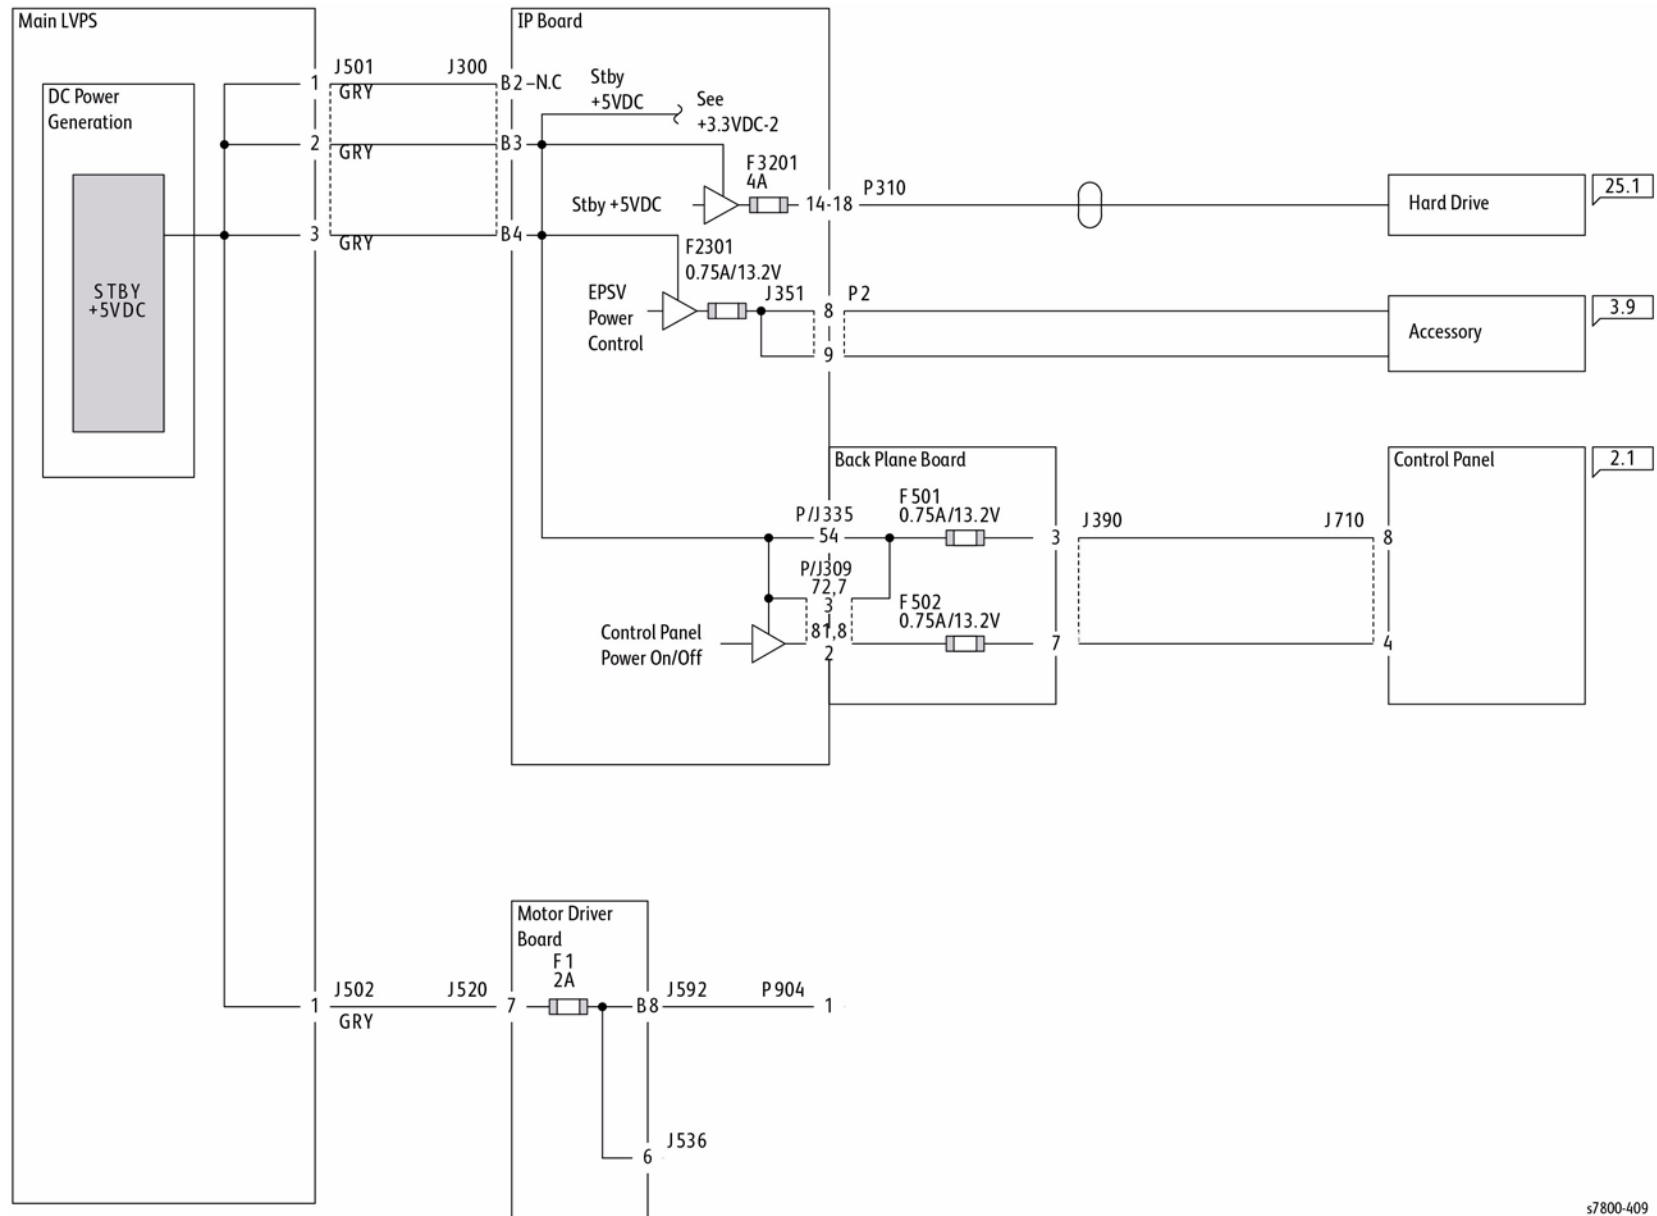 Main LVPS
IP Board
J501
J300
1
GRY
B2
N.C
Stby
+5VDC
See
+3.3VDC-2
DC Power
Generation
2
GRY
B3
F3201
4A
Stby +5VDC
14-18
P310
Hard Drive
25.1
3
GRY
B4
F2301
0.75A/13.2V
STBY
+5VDC
EPSV
Power
Control
J351
8
P2
9
Accessory
3.9
Back Plane Board
Control Panel
2.1
P/J335
54
F501
0.75A/13.2V
3
J390
J710
8
P/J309
72,7
3
F502
0.75A/13.2V
Control Panel
Power On/Off
81,8
2
7
4
Motor Driver
Board
F1
2A
1
J502
GRY
J520
7
B8
J592
P904
1
J536
6
s7800-409